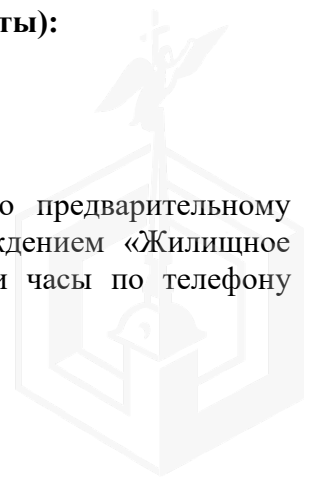 ты):
о предварительному
ждением «Жилищное
и часы по телефону